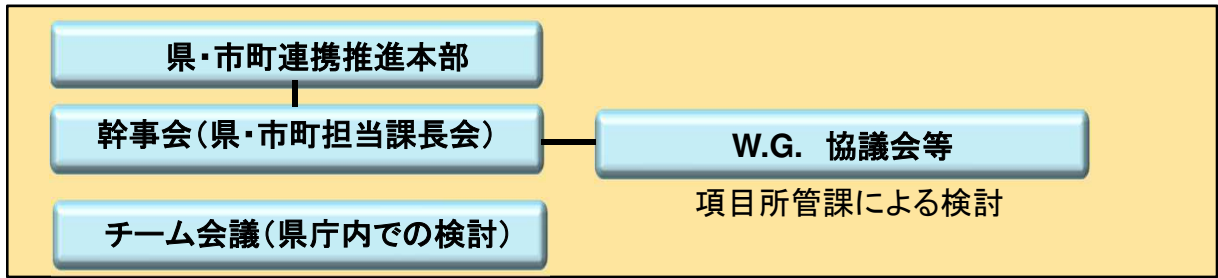 県・市町連携推進本部
幹事会（県・市町担当課長会）
W.G. 協議会等
項目所管課による検討
チーム会議（県庁内での検討）